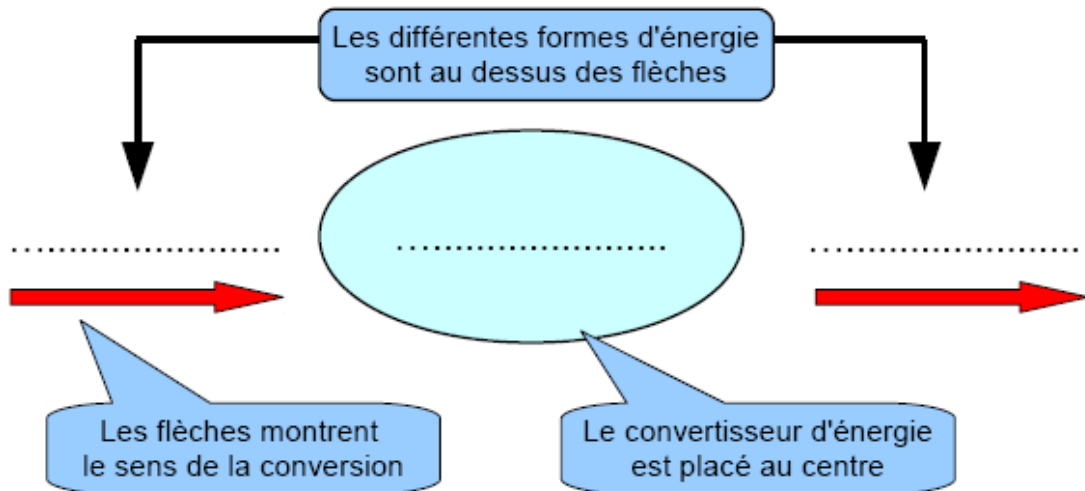 Les différentes formes d'énergie
sont au dessus des flèches
Les flèches montrent
le sens de la conversion
Le convertisseur d'énergie
est placé au centre